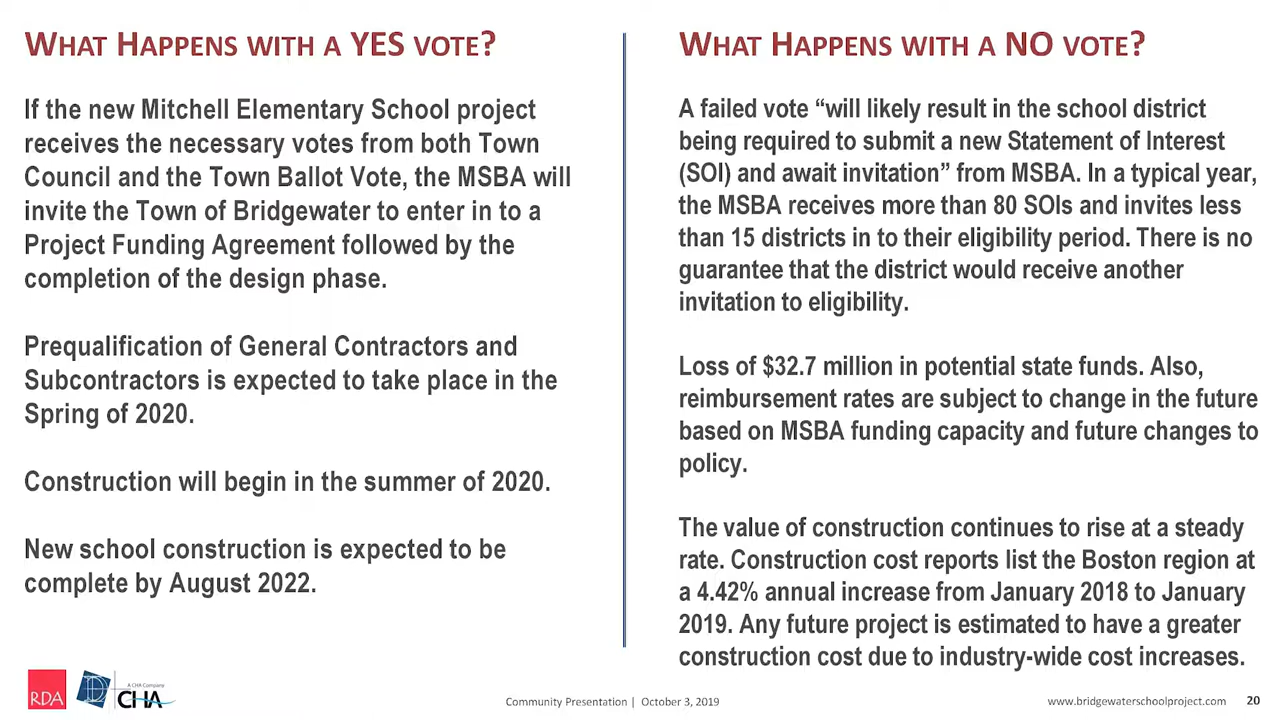 WHAT HAPPENS WITH A YES VOTE?
If the new Mitchell Elementary School project
receives the necessary votes from both Town
Council and the Town Ballot Vote, the MSBA will
invite the Town of Bridgewater to enter in to a
Project Funding Agreement followed by the
completion of the design phase.
Prequalification of General Contractors and
Subcontractors is expected to take place in the
Spring of 2020.
Construction will begin in the summer of 2020.
New school construction is expected to be
complete by August 2022.
WHAT HAPPENS WITH A NO VOTE?
A failed vote “will likely result in the school district
being required to submit a new Statement of Interest
(SOI) and await invitation” from MSBA. In a typical year,
the MSBA receives more than 80 SOIs and invites less
than 15 districts in to their eligibility period. There is no
guarantee that the district would receive another
invitation to eligibility.
Loss of $32.7 million in potential state funds. Also,
reimbursement rates are subject to change in the future
based on MSBA funding capacity and future changes to
policy.
The value of construction continues to rise at a steady
rate. Construction cost reports list the Boston region at
a 4.42% annual increase from January 2018 to January
2019. Any future project is estimated to have a greater
construction cost due to industry-wide cost increases.
RDA
A CHA Company
CHA
Community Presentation | October 3, 2019
www.bridgewaterschoolproject.com 20